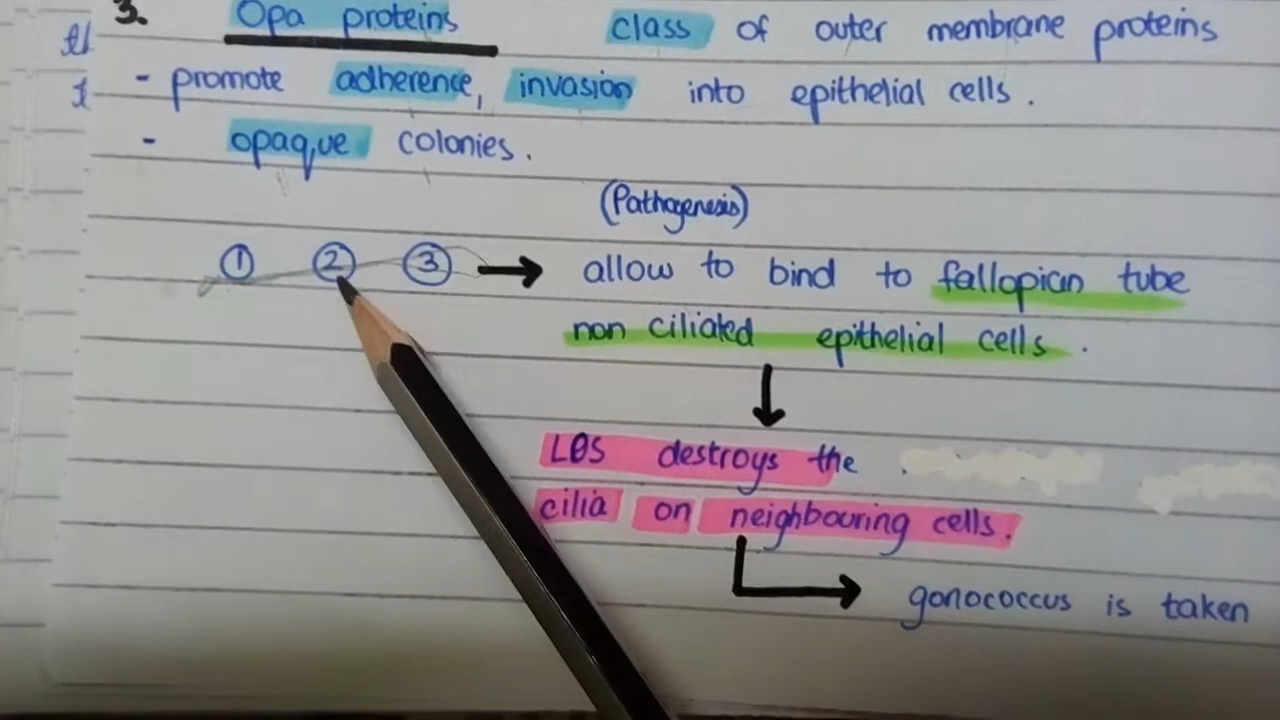 3. Opa proteins class of outer membrane proteins
- promote adherence, invasion into epithelial cells.
- opaque colonies.
(Pathogenesis)
① ② ③ → allow to bind to fallopian tube
non ciliated epithelial cells.
↓
LOS destroys the
cilia on neighbouring cells.
gonococcus is taken